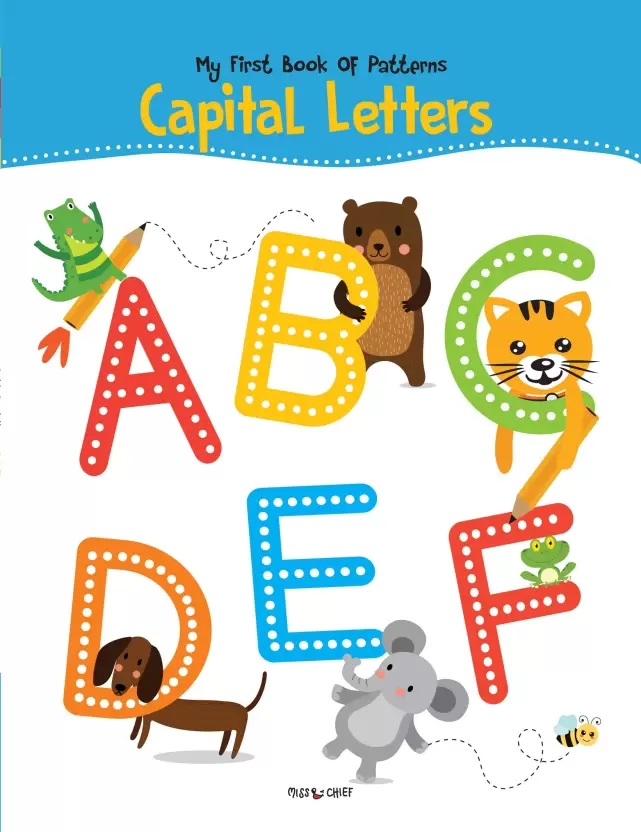 My First Book Of Patterns
Capital Letters
A B C
D E F
MISS & CHIEF